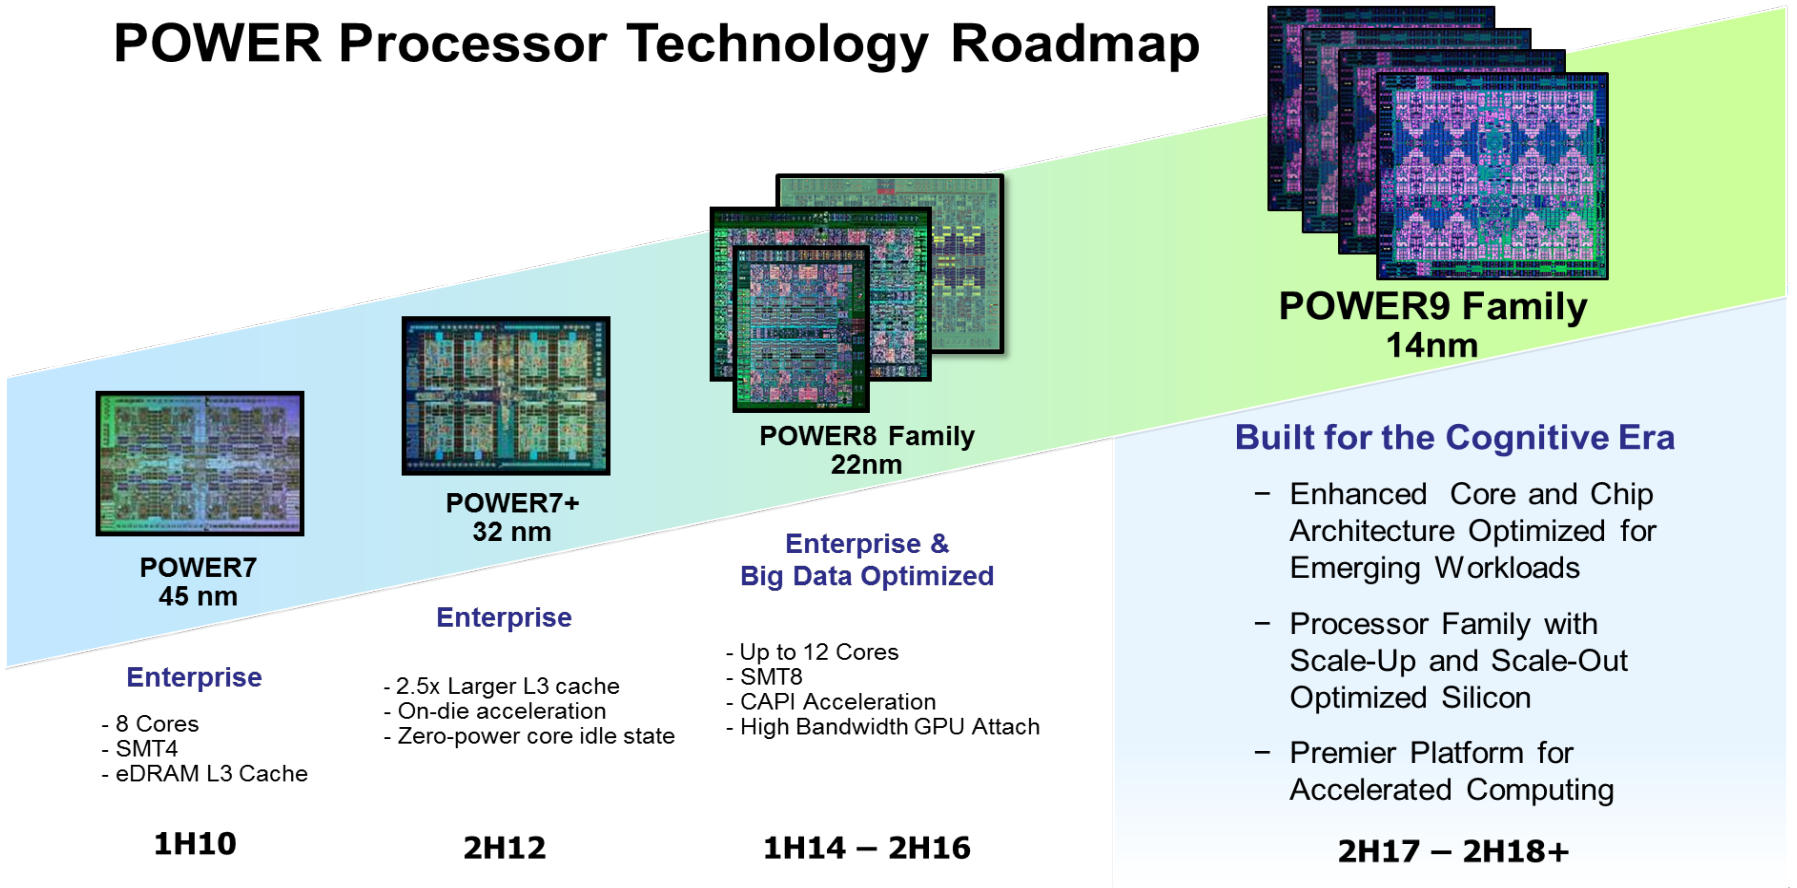 POWER Processor Technology Roadmap
POWER7
45 nm
Enterprise
- 8 Cores
- SMT4
- eDRAM L3 Cache
1H10
POWER7+
32 nm
Enterprise
- 2.5x Larger L3 cache
- On-die acceleration
- Zero-power core idle state
2H12
POWER8 Family
22nm
Enterprise &
Big Data Optimized
- Up to 12 Cores
- SMT8
- CAPI Acceleration
- High Bandwidth GPU Attach
1H14 – 2H16
POWER9 Family
14nm
Built for the Cognitive Era
– Enhanced Core and Chip
Architecture Optimized for
Emerging Workloads
– Processor Family with
Scale-Up and Scale-Out
Optimized Silicon
– Premier Platform for
Accelerated Computing
2H17 – 2H18+